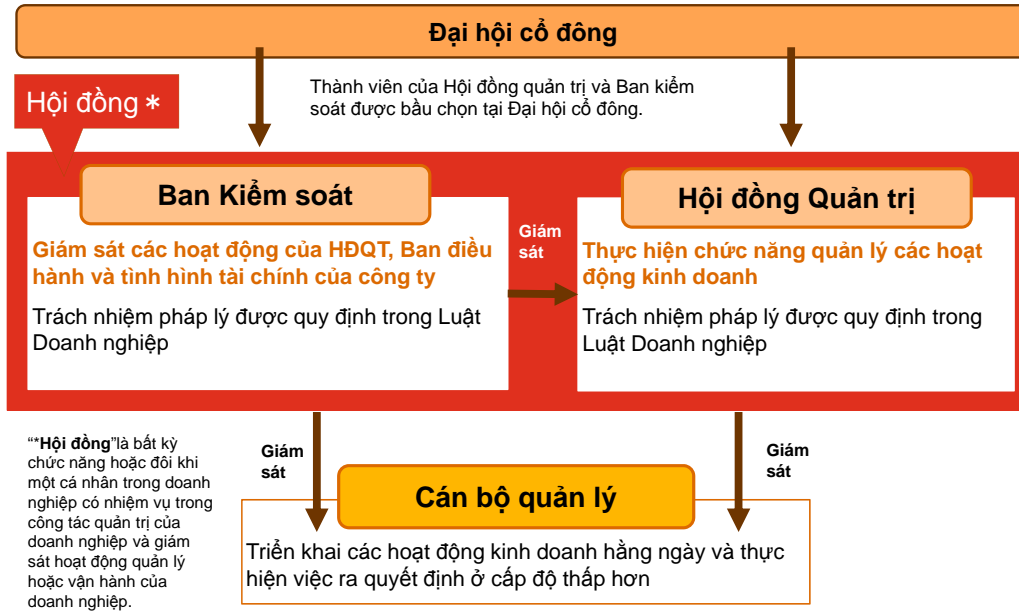 Đại hội cổ đông
Thành viên của Hội đồng quản trị và Ban kiểm
soát được bầu chọn tại Đại hội cổ đông.
Hội đồng *
Ban Kiểm soát
Giám sát các hoạt động của HĐQT, Ban điều
hành và tình hình tài chính của công ty
Trách nhiệm pháp lý được quy định trong Luật
Doanh nghiệp
Giám
sát
Hội đồng Quản trị
Thực hiện chức năng quản lý các hoạt
động kinh doanh
Trách nhiệm pháp lý được quy định trong
Luật Doanh nghiệp
"*Hội đồng"là bất kỳ
chức năng hoặc đôi khi
một cá nhân trong doanh
nghiệp có nhiệm vụ trong
công tác quản trị của
doanh nghiệp và giám
sát hoạt động quản lý
hoặc vận hành của
doanh nghiệp.
Giám
sát
Giám
sát
Cán bộ quản lý
Triển khai các hoạt động kinh doanh hằng ngày và thực
hiện việc ra quyết định ở cấp độ thấp hơn